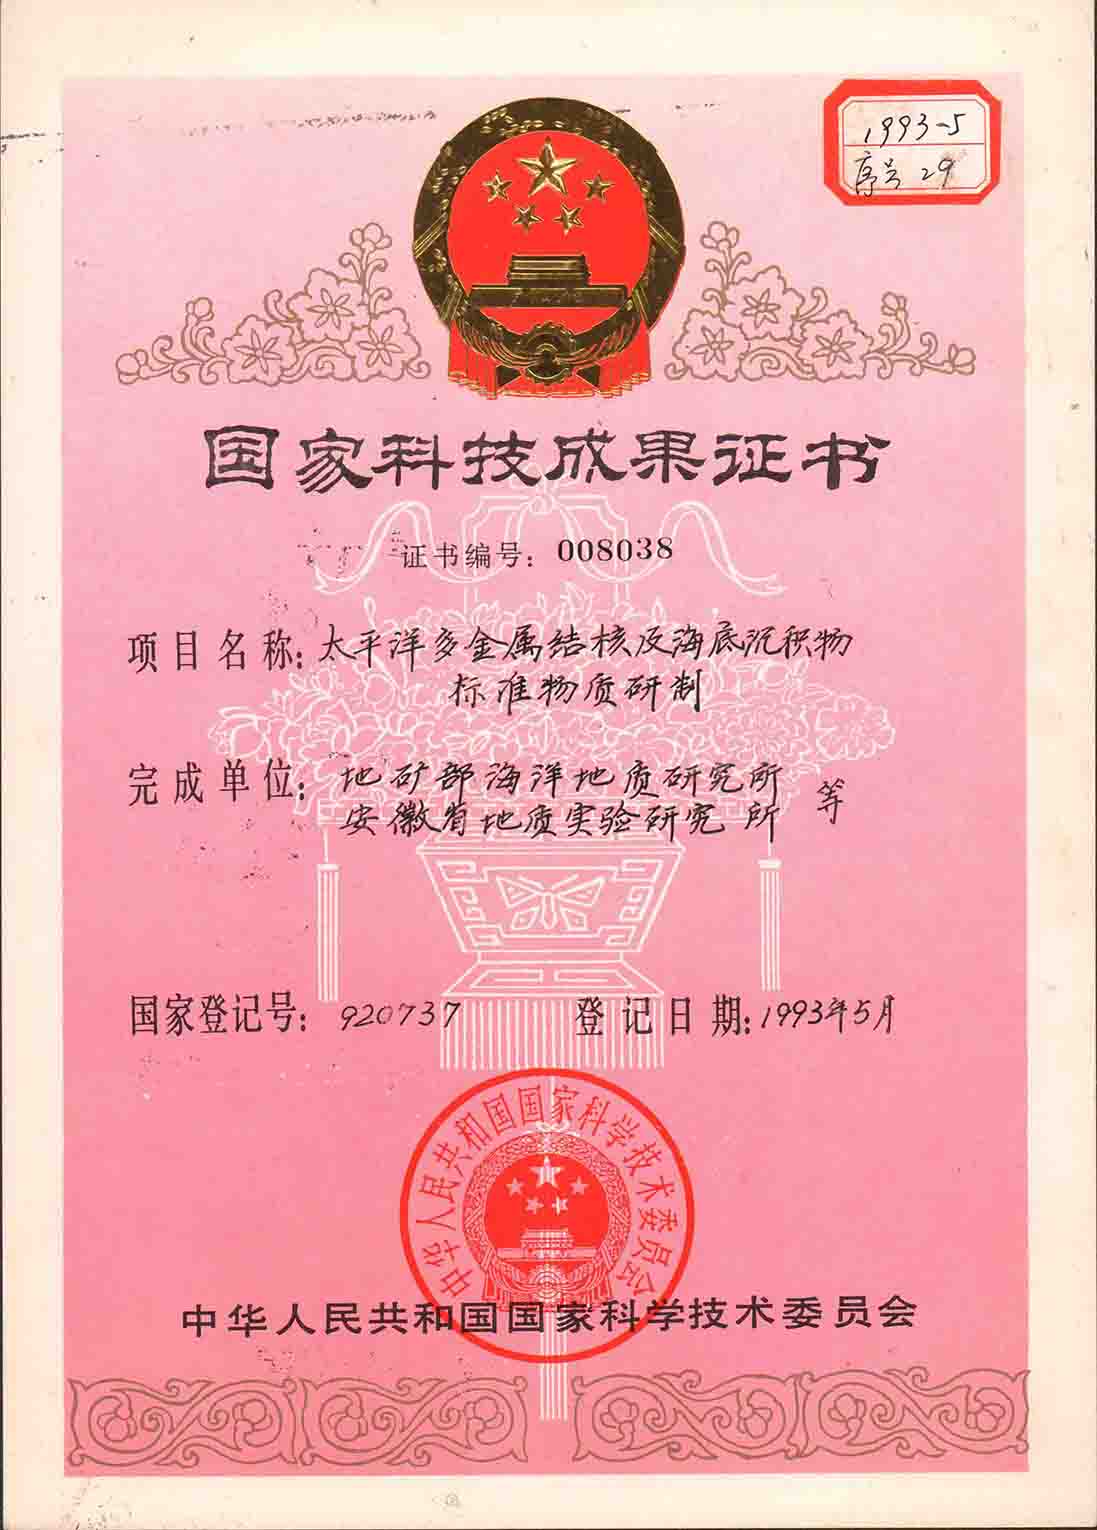 1993-5
序号 29
国家科技成果证书
证书编号：008038
项目名称：太平洋多金属结核及海底沉积物
标准物质研制
完成单位：地矿部海洋地质研究所
安徽省地质实验研究所 等
国家登记号：920737 登记日期：1993年5月
中华人民共和国国家科学技术委员会
中华人民共和国国家科学技术委员会